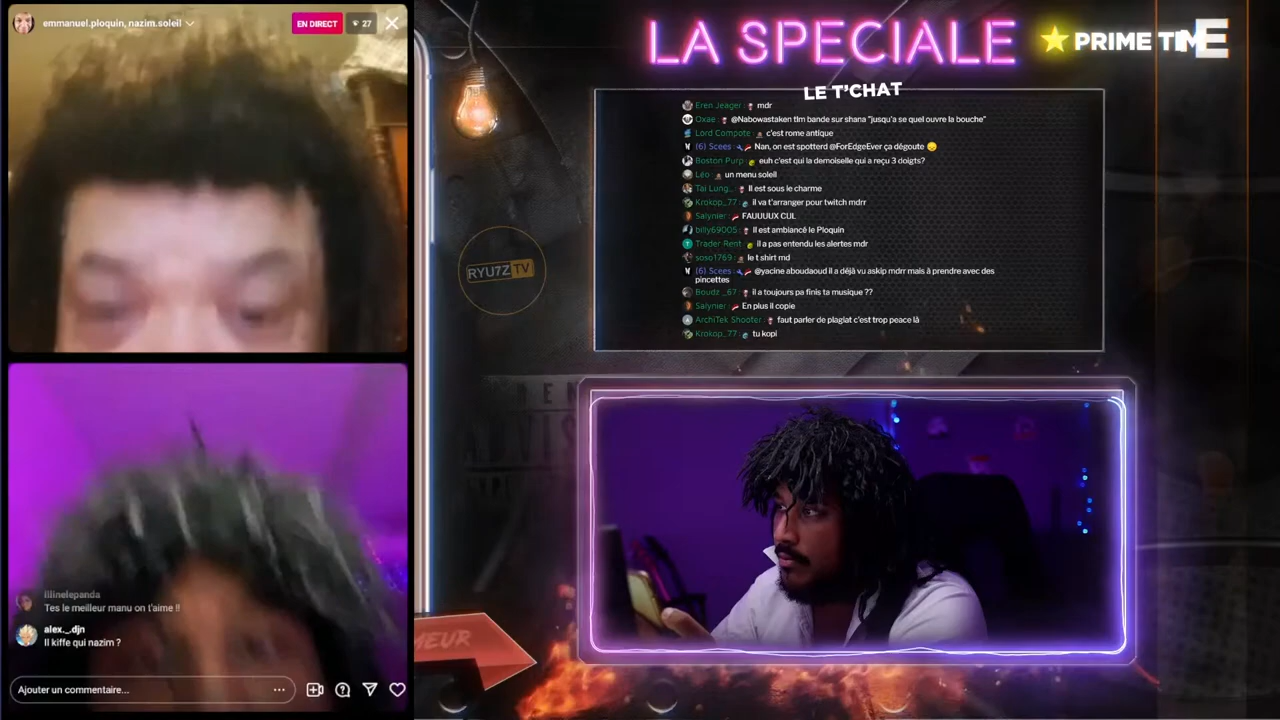 emmanuel.ploquin, nazim.soleil
EN DIRECT
27
LA SPECIALE
PRIME TIME
LE T'CHAT
Eren Jeager : mdr
Oxae : @Nabowastaken tlm bande sur shana "jusqu'a se quel ouvre la bouche"
Lord Compote : c'est rome antique
(6) Scees : Nan, on est spotterd @ForEdgeEver ça dégoute 😞
Boston Purp : euh c'est qui la demoiselle qui a reçu 3 doigts?
Léo : un menu soleil
Tai Lung_ : Il est sous le charme
Krokop_77 : il va t'arranger pour twitch mdrr
Salynier : FAUUUUX CUL
billy69005 : Il est ambiancé le Ploquin
Trader Rent : il a pas entendu les alertes mdr
soso1769 : le t shirt md
(6) Scees : @yacine aboudaoud il a déjà vu askip mdrr mais à prendre avec des
pincettes
Boudz _67 : il a toujours pa finis ta musique ??
Salynier : En plus il copie
ArchiTek Shooter : faut parler de plagiat c'est trop peace là
Krokop_77 : tu kopi
RYU7Z TV
lilinelepanda
Tes le meilleur manu on t'aime !!
alex._.djn
Il kiffe qui nazim ?
Ajouter un commentaire...
MEUR